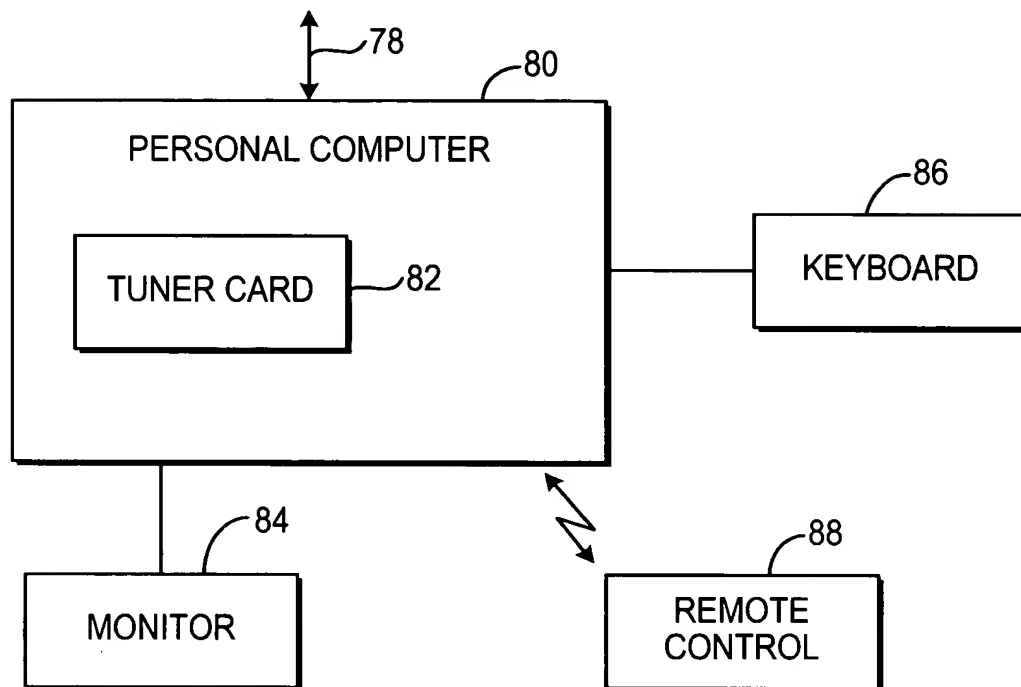 78
80
PERSONAL COMPUTER
86
KEYBOARD
TUNER CARD
82
84
MONITOR
88
REMOTE
CONTROL